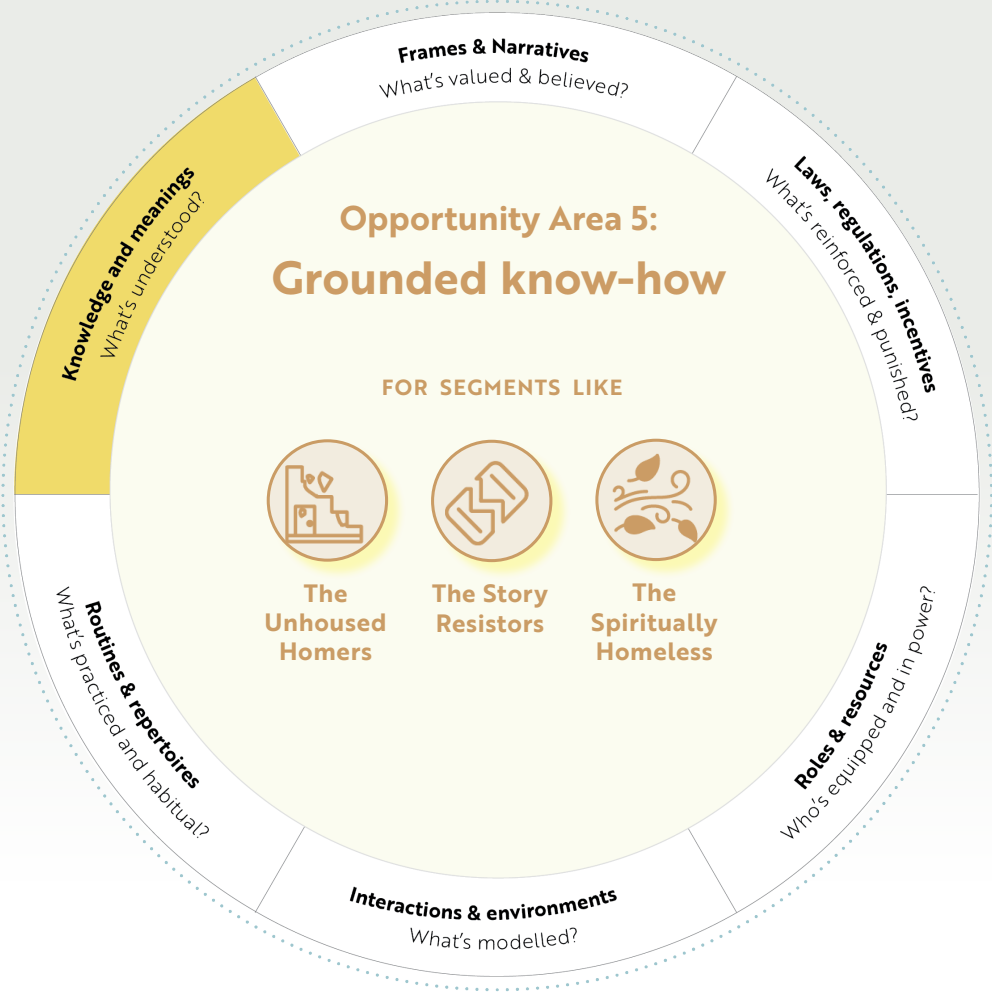 Frames & Narratives
What's valued & believed?
Laws, regulations, incentives
What's reinforced & punished?
Roles & resources
Who's equipped and in power?
Interactions & environments
What's modelled?
Routines & repertoires
What's practiced and habitual?
Knowledge and meanings
What's understood?
Opportunity Area 5:
Grounded know-how
FOR SEGMENTS LIKE
The
Unhoused
Homers
The Story
Resistors
The
Spiritually
Homeless